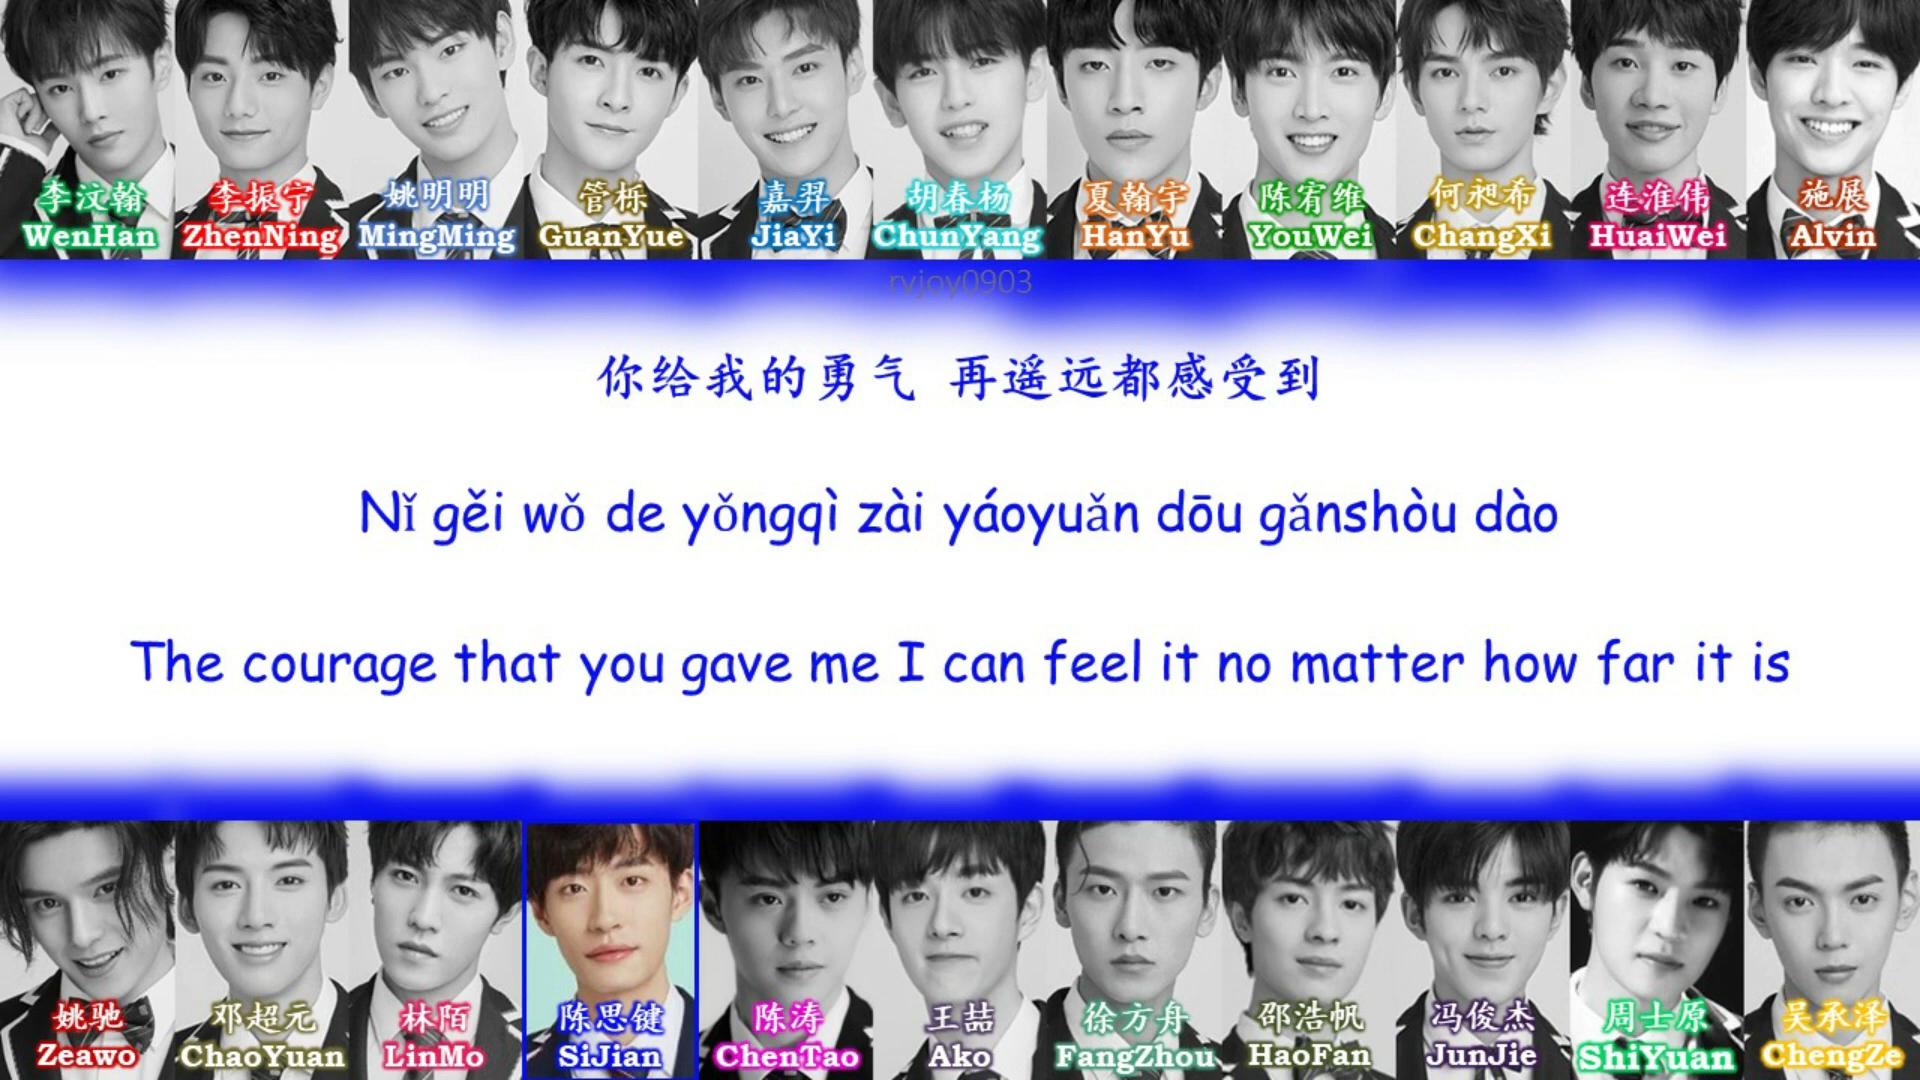 李汶翰 李振宁 姚明明 管栎 嘉羿 胡春杨 夏翰宇 陈宥维 何昶希 连淮伟 施展
WenHan ZhenNing MingMing GuanYue JiaYi ChunYang HanYu YouWei ChangXi HuaiWei Alvin
rvjoy0903
你给我的勇气 再遥远都感受到
Nǐ gěi wǒ de yǒngqì zài yáoyuǎn dōu gǎnshòu dào
The courage that you gave me I can feel it no matter how far it is
姚驰 邓超元 林陌 陈思键 陈涛 王喆 徐方舟 邵浩帆 冯俊杰 周士原 吴承泽
Zeawo ChaoYuan LinMo SiJian ChenTao Ako FangZhou HaoFan JunJie ShiYuan ChengZe